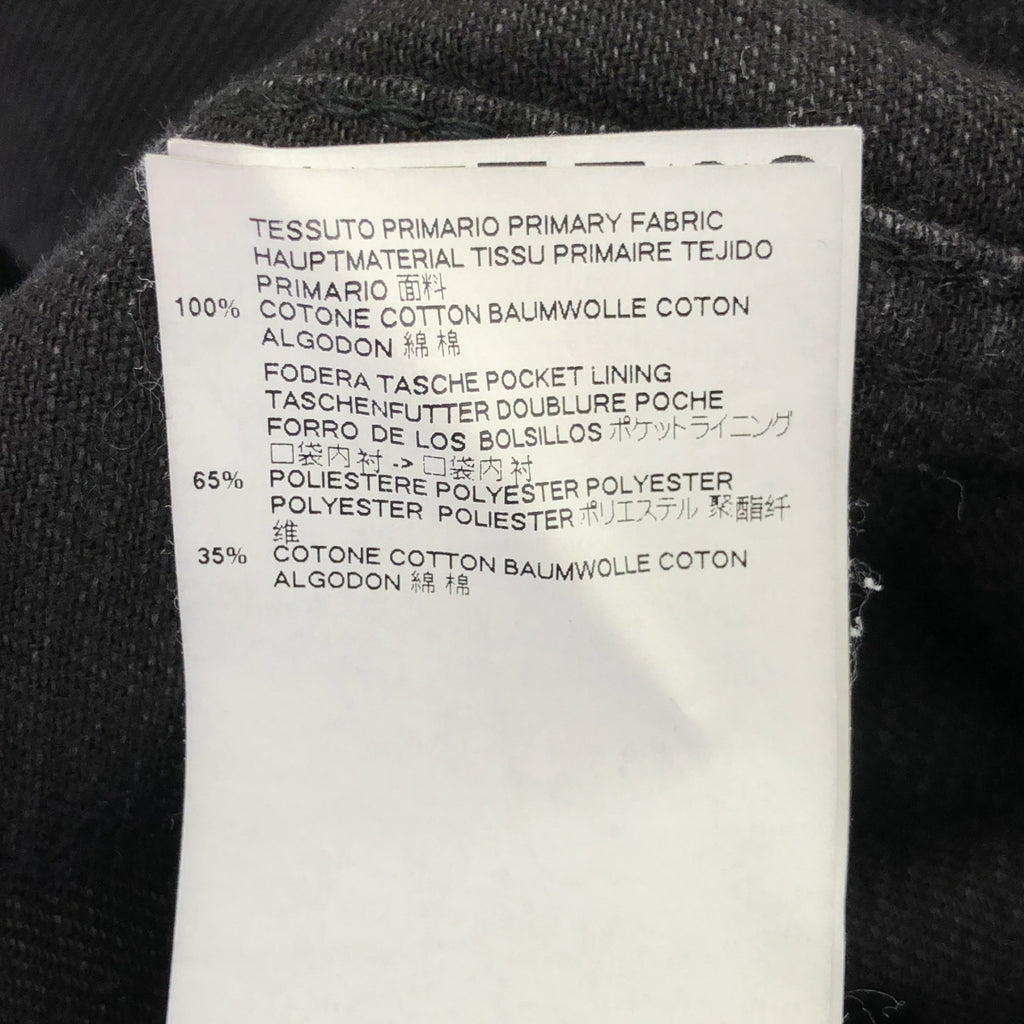 TESSUTO PRIMARIO PRIMARY FABRIC
HAUPTMATERIAL TISSU PRIMAIRE TEJIDO
PRIMARIO 面料
100% COTONE COTTON BAUMWOLLE COTON
ALGODON 綿 棉
FODERA TASCHE POCKET LINING
TASCHENFUTTER DOUBLURE POCHE
FORRO DE LOS BOLSILLOS ポケットライニング
口袋内衬 -> 口袋内衬
65% POLIESTERE POLYESTER POLYESTER
POLYESTER POLIESTER ポリエステル 聚酯纤
维
35% COTONE COTTON BAUMWOLLE COTON
ALGODON 綿 棉